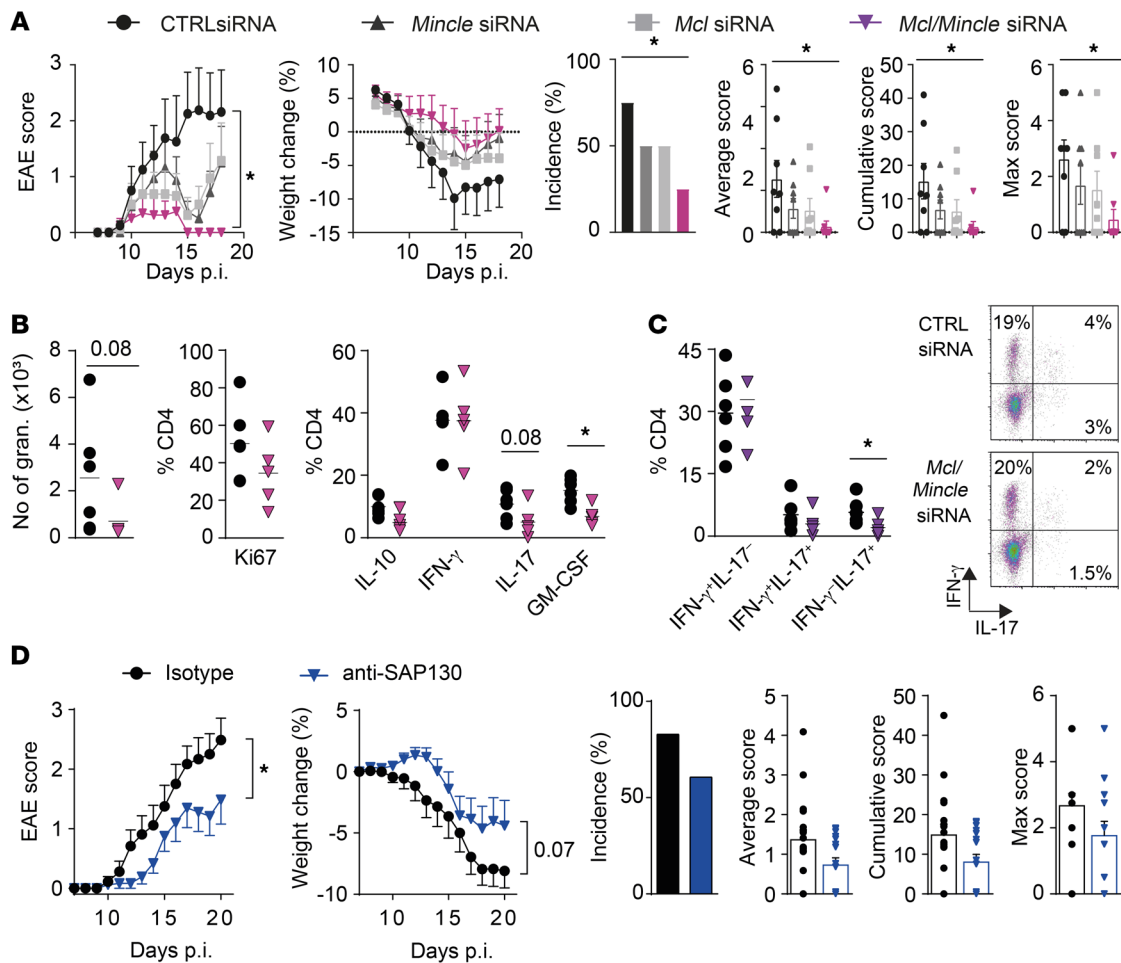 A
CTRLsiRNA
Mincle siRNA
Mcl siRNA
Mcl/Mincle siRNA
EAE score
3
2
1
0
0 5 10 15 20
Days p.i.
*
Weight change (%)
10
5
0
-5
-10
-15
0 5 10 15 20
Days p.i.
Incidence (%)
100
50
0
*
Average score
6
4
2
0
*
Cumulative score
50
40
30
20
10
0
*
Max score
6
4
2
0
*
B
No of gran. (x10³)
8
6
4
2
0
0.08
% CD4
100
80
60
40
20
0
Ki67
% CD4
60
40
20
0
0.08
*
IL-10
IFN-γ
IL-17
GM-CSF
C
% CD4
45
30
15
0
*
IFN-γ⁺IL-17⁻
IFN-γ⁺IL-17⁺
IFN-γ⁻IL-17⁺
CTRL
siRNA
19% 4%
3%
Mcl/
Mincle
siRNA
20% 2%
1.5%
IFN-γ
IL-17
D
Isotype
anti-SAP130
EAE score
3
2
1
0
10 15 20
Days p.i.
*
Weight change (%)
5
0
-5
-10
10 15 20
Days p.i.
0.07
Incidence (%)
100
50
0
Average score
5
4
3
2
1
0
Cumulative score
50
40
30
20
10
0
Max score
6
4
2
0